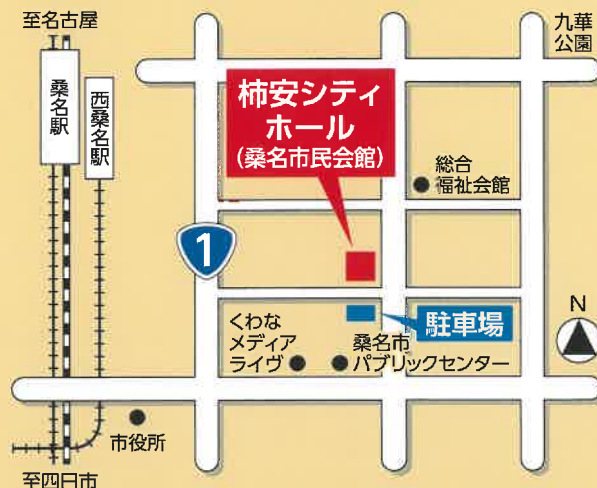 至名古屋
九華
公園
桑名駅
西桑名駅
柿安シティ
ホール
(桑名市民会館)
総合
福祉会館
1
駐車場
N
くわな
メディア
ライヴ
桑名市
パブリックセンター
市役所
至四日市